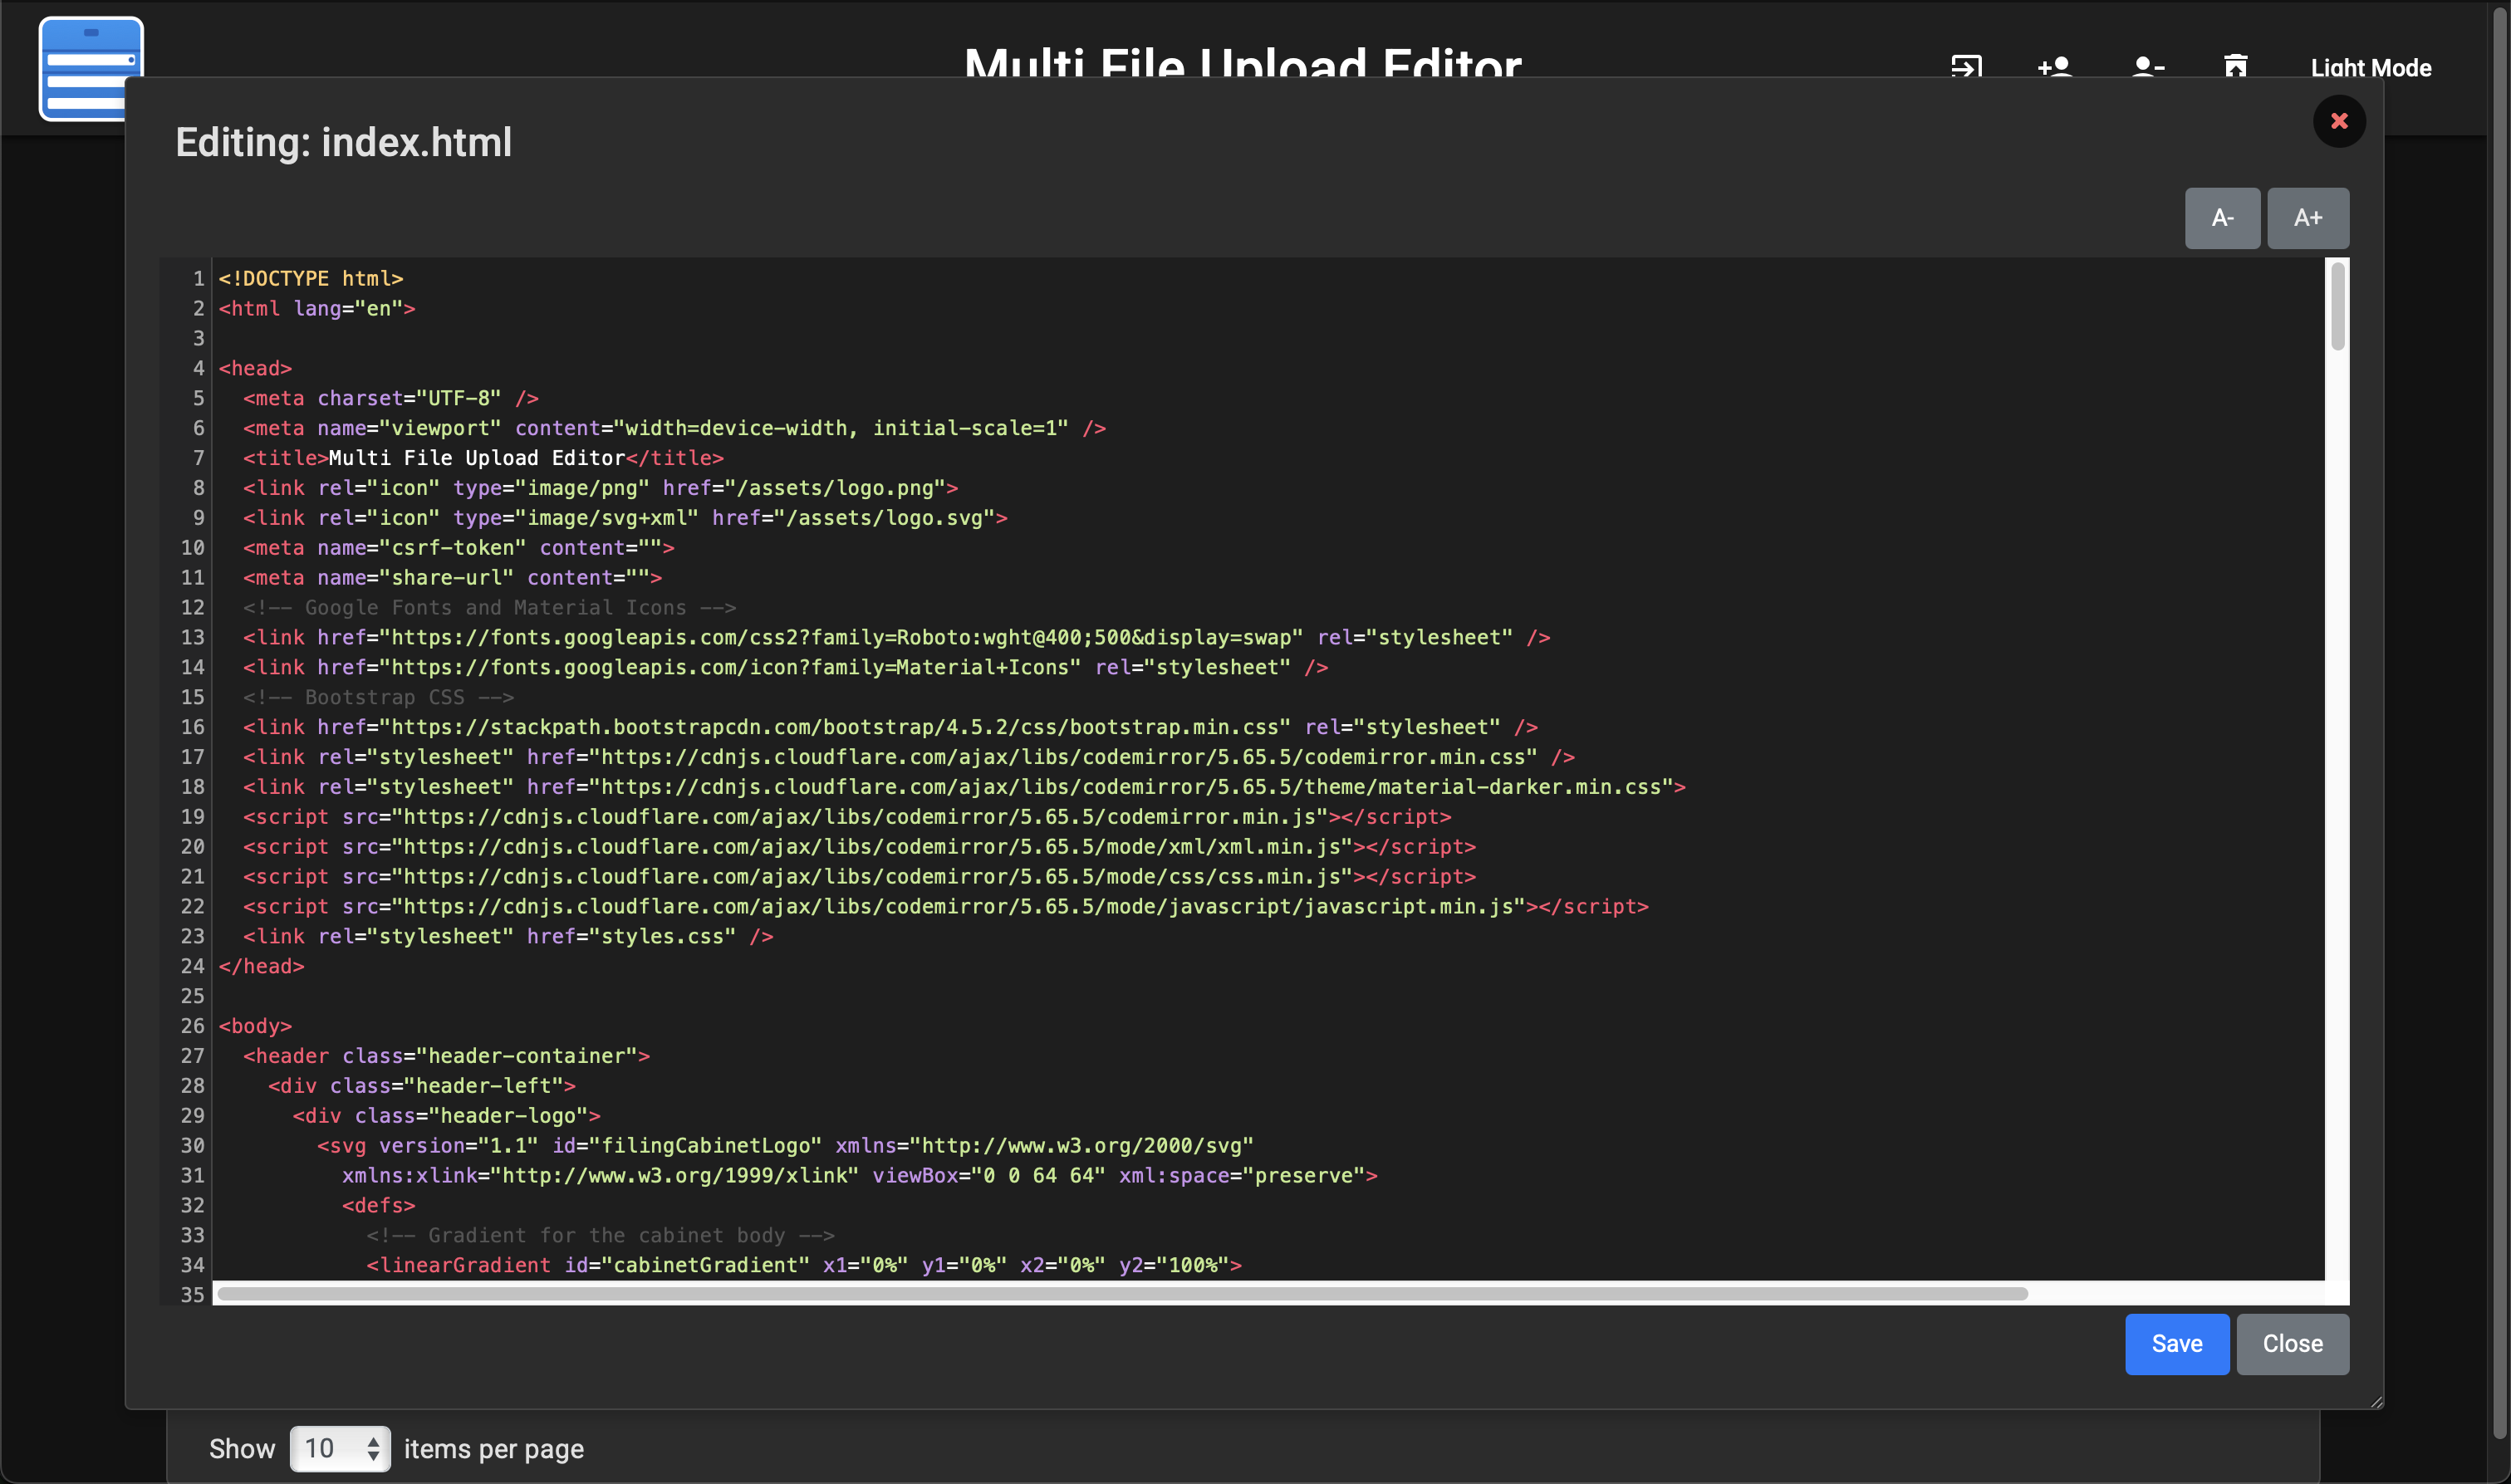 Multi File Upload Editor
Light Mode
Editing: index.html
A-
A+
1 <!DOCTYPE html>
2 <html lang="en">
3
4 <head>
5   <meta charset="UTF-8" />
6   <meta name="viewport" content="width=device-width, initial-scale=1" />
7   <title>Multi File Upload Editor</title>
8   <link rel="icon" type="image/png" href="/assets/logo.png">
9   <link rel="icon" type="image/svg+xml" href="/assets/logo.svg">
10   <meta name="csrf-token" content="">
11   <meta name="share-url" content="">
12   <!-- Google Fonts and Material Icons -->
13   <link href="https://fonts.googleapis.com/css2?family=Roboto:wght@400;500&display=swap" rel="stylesheet" />
14   <link href="https://fonts.googleapis.com/icon?family=Material+Icons" rel="stylesheet" />
15   <!-- Bootstrap CSS -->
16   <link href="https://stackpath.bootstrapcdn.com/bootstrap/4.5.2/css/bootstrap.min.css" rel="stylesheet" />
17   <link rel="stylesheet" href="https://cdnjs.cloudflare.com/ajax/libs/codemirror/5.65.5/codemirror.min.css" />
18   <link rel="stylesheet" href="https://cdnjs.cloudflare.com/ajax/libs/codemirror/5.65.5/theme/material-darker.min.css">
19   <script src="https://cdnjs.cloudflare.com/ajax/libs/codemirror/5.65.5/codemirror.min.js"></script>
20   <script src="https://cdnjs.cloudflare.com/ajax/libs/codemirror/5.65.5/mode/xml/xml.min.js"></script>
21   <script src="https://cdnjs.cloudflare.com/ajax/libs/codemirror/5.65.5/mode/css/css.min.js"></script>
22   <script src="https://cdnjs.cloudflare.com/ajax/libs/codemirror/5.65.5/mode/javascript/javascript.min.js"></script>
23   <link rel="stylesheet" href="styles.css" />
24 </head>
25
26 <body>
27   <header class="header-container">
28     <div class="header-left">
29       <div class="header-logo">
30         <svg version="1.1" id="filingCabinetLogo" xmlns="http://www.w3.org/2000/svg"
31           xmlns:xlink="http://www.w3.org/1999/xlink" viewBox="0 0 64 64" xml:space="preserve">
32           <defs>
33             <!-- Gradient for the cabinet body -->
34             <linearGradient id="cabinetGradient" x1="0%" y1="0%" x2="0%" y2="100%">
35
Save
Close
Show 10 items per page